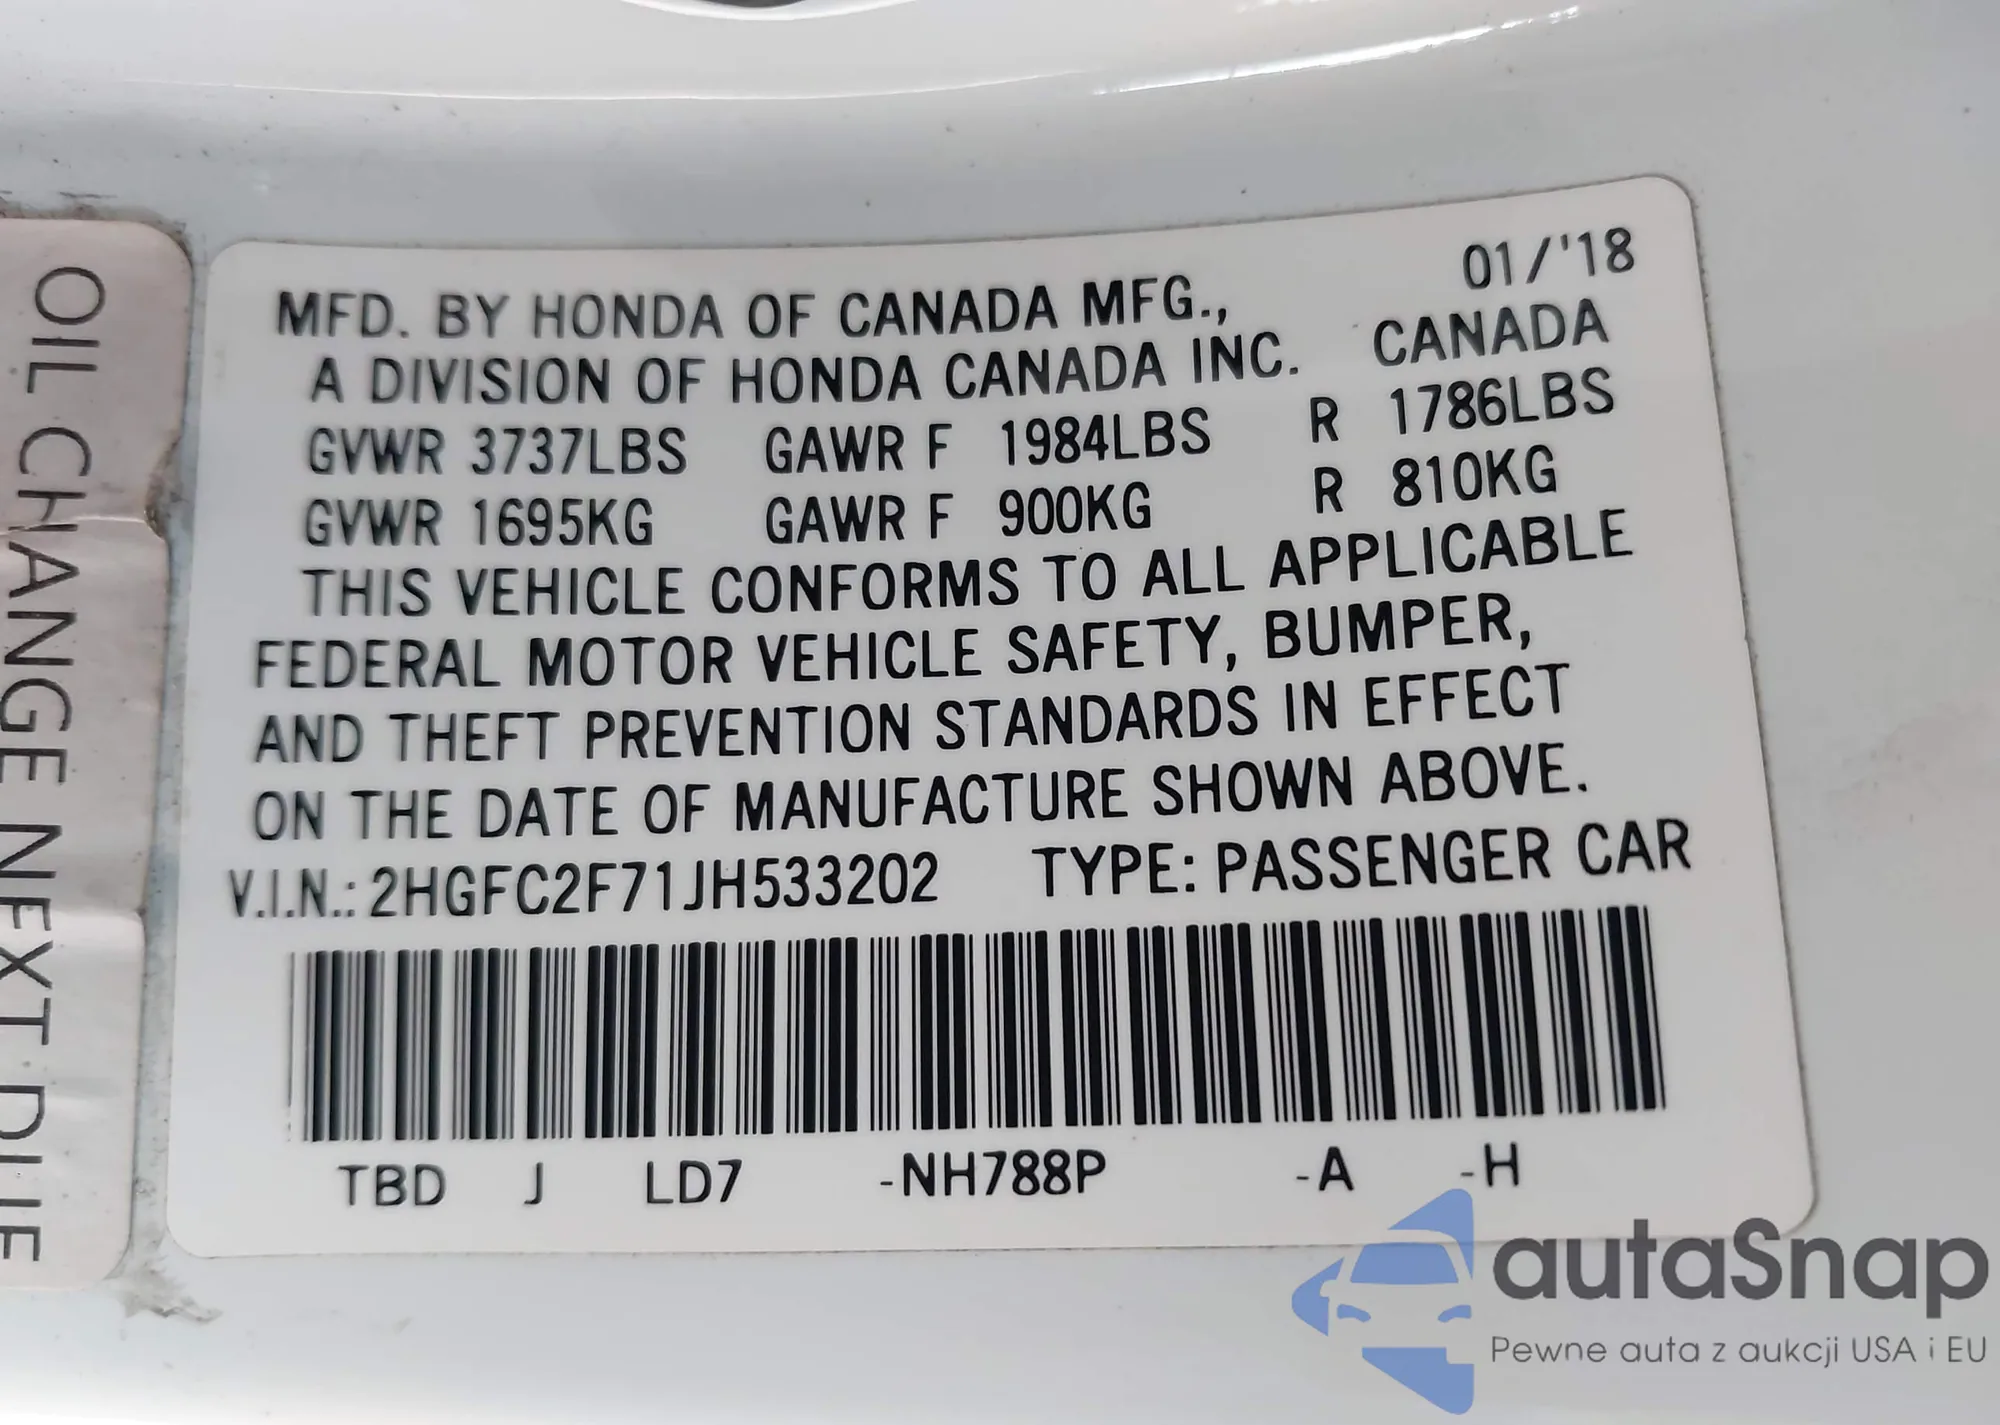 01/'18
MFD. BY HONDA OF CANADA MFG.,
A DIVISION OF HONDA CANADA INC. CANADA
GVWR 3737LBS GAWR F 1984LBS R 1786LBS
GVWR 1695KG GAWR F 900KG R 810KG
THIS VEHICLE CONFORMS TO ALL APPLICABLE
FEDERAL MOTOR VEHICLE SAFETY, BUMPER,
AND THEFT PREVENTION STANDARDS IN EFFECT
ON THE DATE OF MANUFACTURE SHOWN ABOVE.
V.I.N.: 2HGFC2F71JH533202 TYPE: PASSENGER CAR
TBD J LD7 -NH788P -A -H
OIL CHANGE NEXT DUE
autaSnap
Pewne auta z aukcji USA i EU